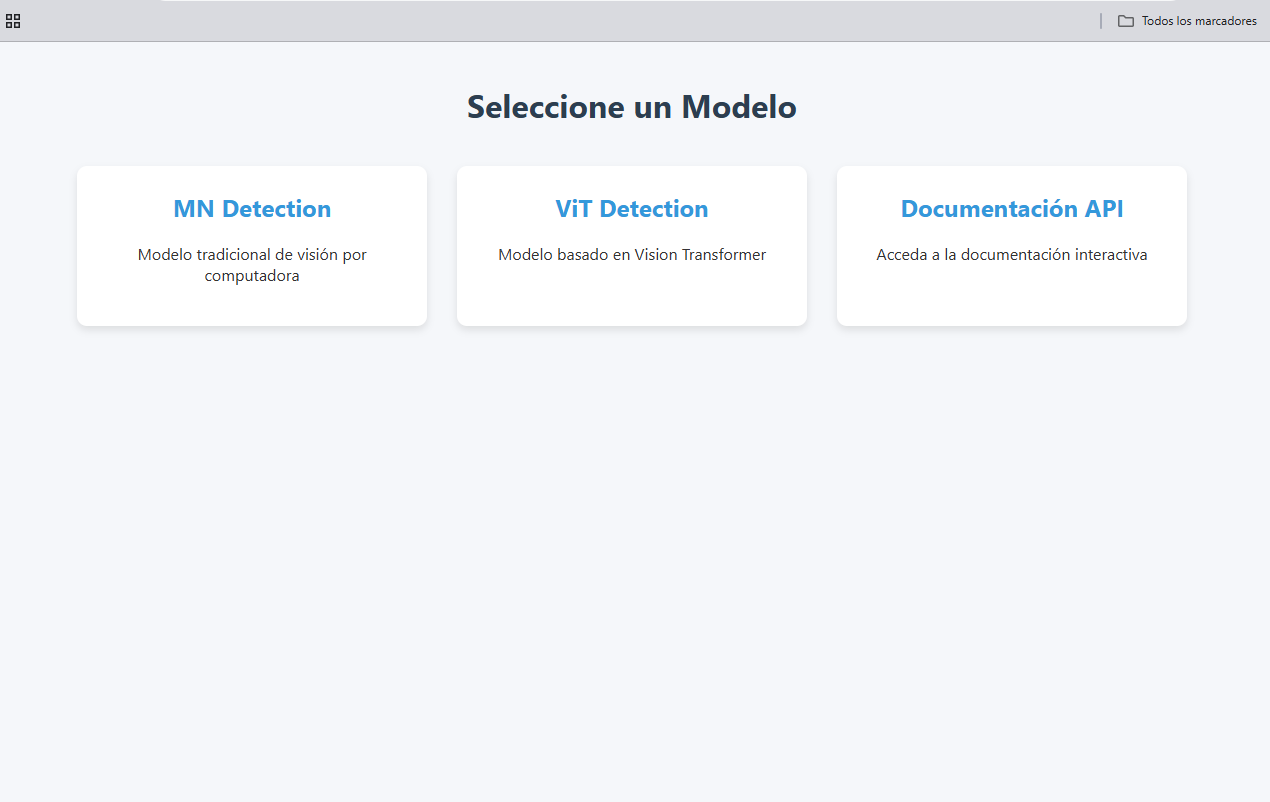 Todos los marcadores
Seleccione un Modelo
MN Detection
Modelo tradicional de visión por
computadora
ViT Detection
Modelo basado en Vision Transformer
Documentación API
Acceda a la documentación interactiva